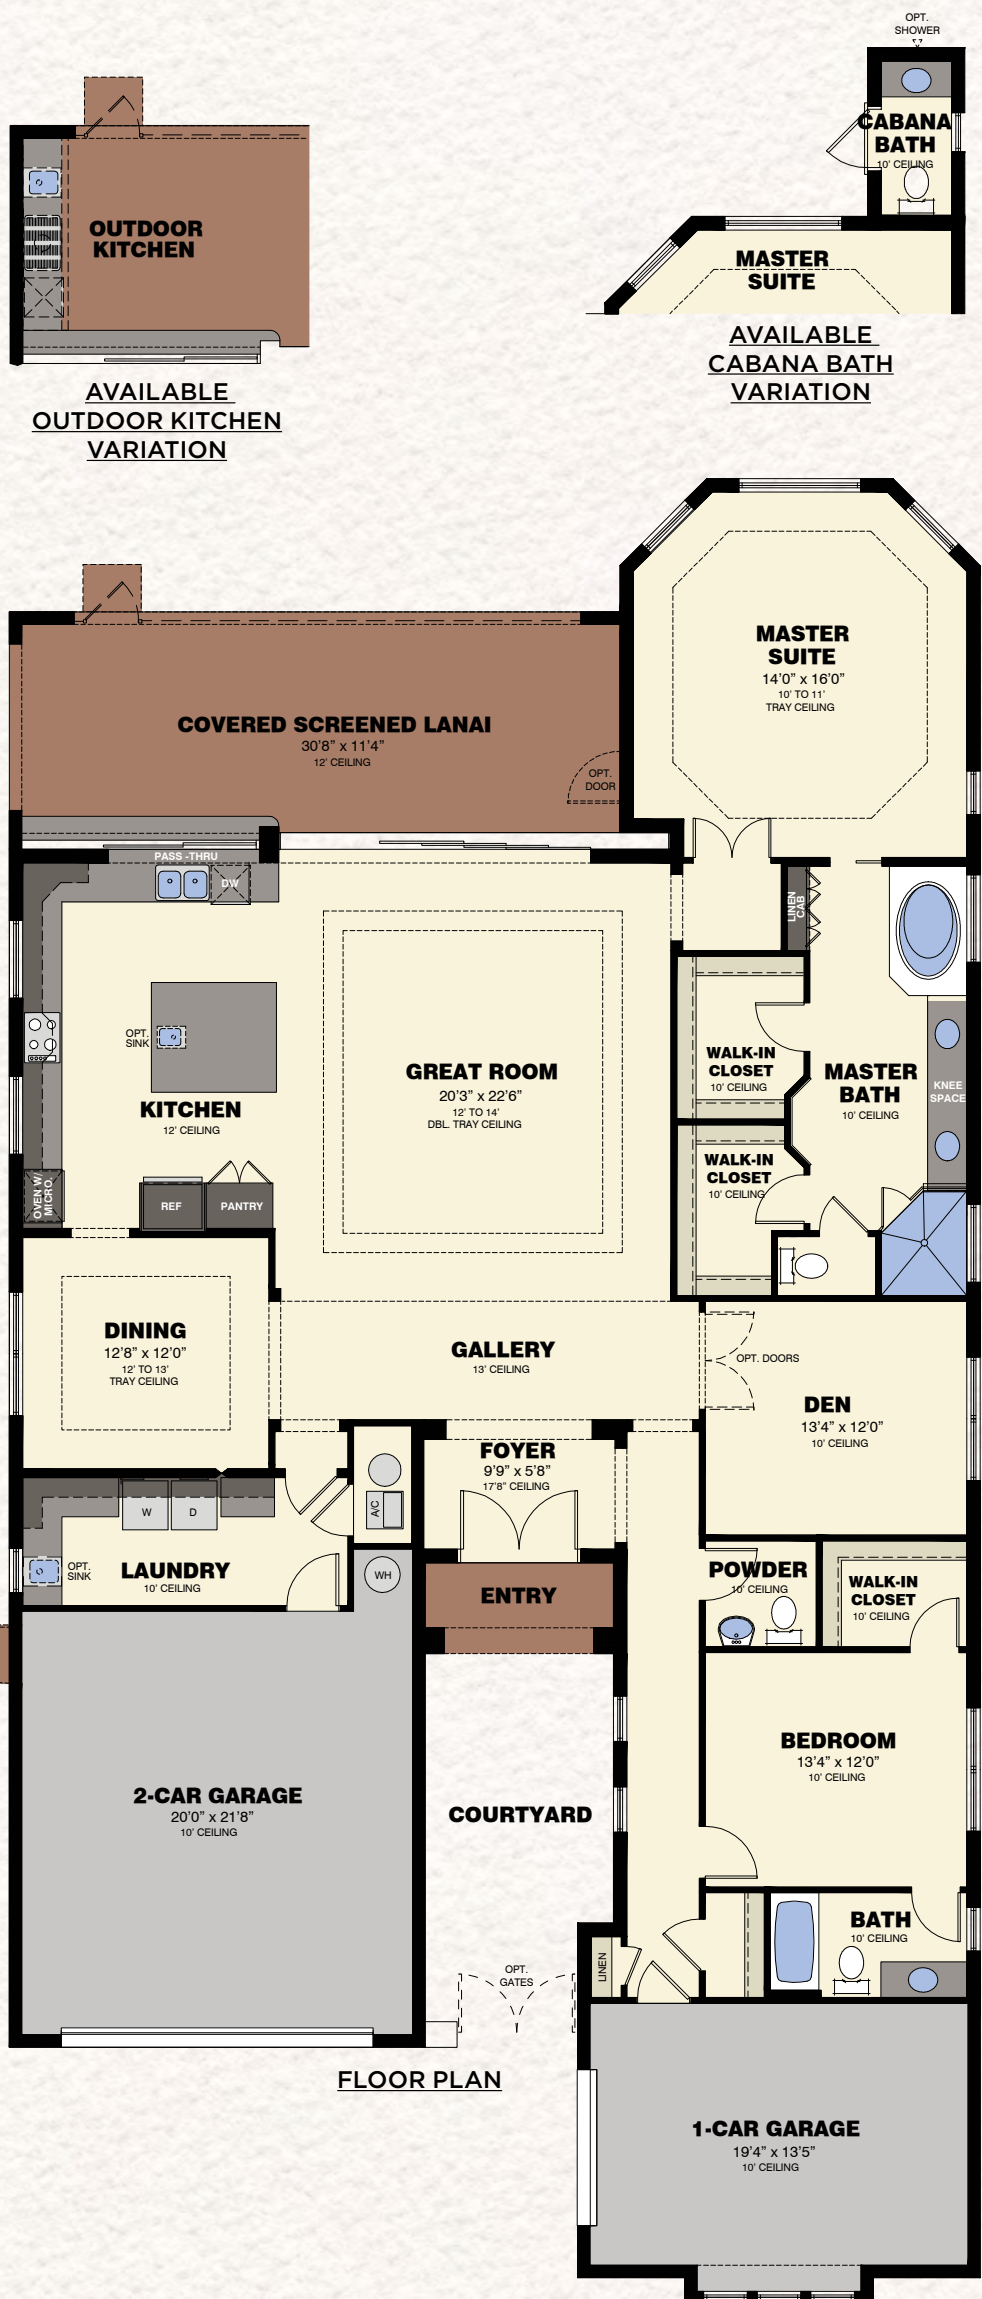 OPT.
SHOWER
CABANA
BATH
10' CEILING
OUTDOOR
KITCHEN
MASTER
SUITE
AVAILABLE
CABANA BATH
VARIATION
AVAILABLE
OUTDOOR KITCHEN
VARIATION
MASTER
SUITE
14'0" x 16'0"
10' TO 11'
TRAY CEILING
COVERED SCREENED LANAI
30'8" x 11'4"
12' CEILING
OPT.
DOOR
PASS -THRU
DW
LINEN
CAB
OPT.
SINK
KITCHEN
12' CEILING
GREAT ROOM
20'3" x 22'6"
12' TO 14'
DBL. TRAY CEILING
WALK-IN
CLOSET
10' CEILING
MASTER
BATH
10' CEILING
KNEE
SPACE
WALK-IN
CLOSET
10' CEILING
OVEN W/
MICRO.
REF
PANTRY
DINING
12'8" x 12'0"
12' TO 13'
TRAY CEILING
GALLERY
13' CEILING
OPT. DOORS
DEN
13'4" x 12'0"
10' CEILING
FOYER
9'9" x 5'8"
17'8" CEILING
A/C
W
D
OPT.
SINK
LAUNDRY
10' CEILING
WH
ENTRY
POWDER
10' CEILING
WALK-IN
CLOSET
10' CEILING
BEDROOM
13'4" x 12'0"
10' CEILING
2-CAR GARAGE
20'0" x 21'8"
10' CEILING
COURTYARD
BATH
10' CEILING
LINEN
OPT.
GATES
FLOOR PLAN
1-CAR GARAGE
19'4" x 13'5"
10' CEILING